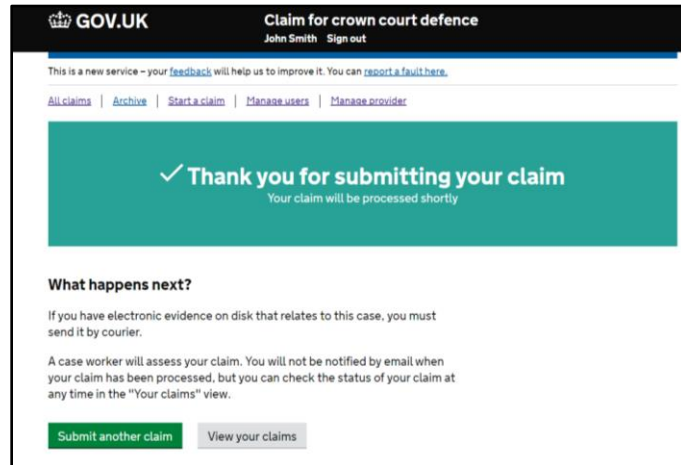 GOV.UK
Claim for crown court defence
John Smith Sign out
This is a new service – your feedback will help us to improve it. You can report a fault here.
All claims | Archive | Start a claim | Manage users | Manage provider
Thank you for submitting your claim
Your claim will be processed shortly
What happens next?
If you have electronic evidence on disk that relates to this case, you must
send it by courier.
A case worker will assess your claim. You will not be notified by email when
your claim has been processed, but you can check the status of your claim at
any time in the "Your claims" view.
Submit another claim
View your claims